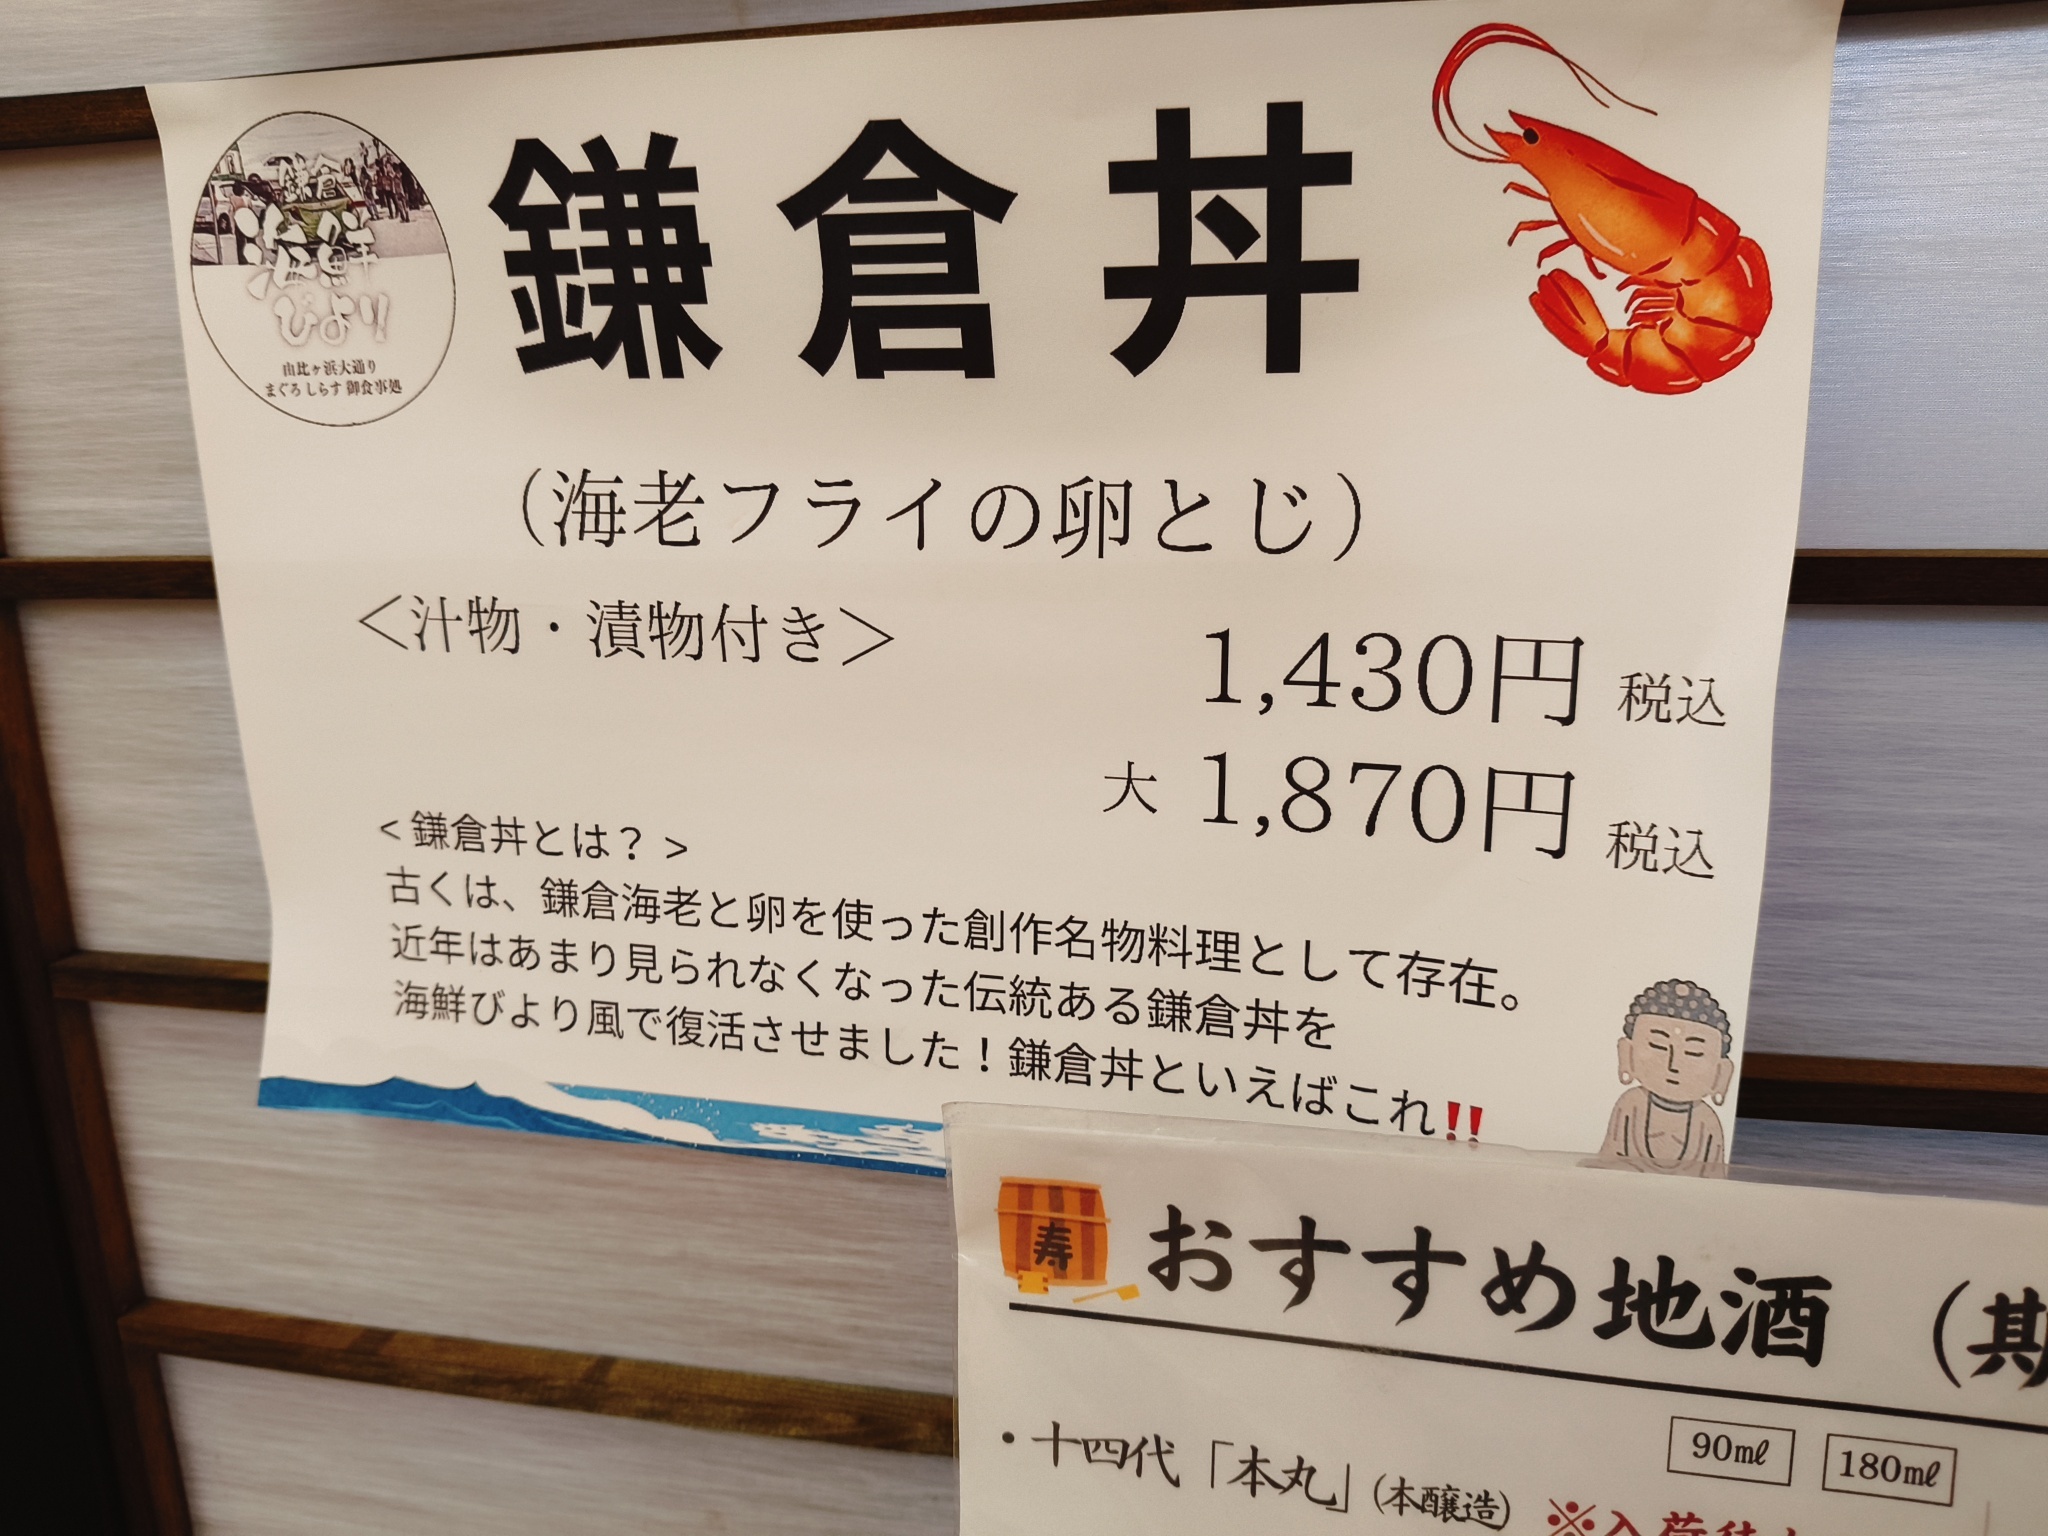 鎌倉
海鮮
びより
由比ヶ浜大通り
まぐろ しらす 御食事処
鎌倉丼
（海老フライの卵とじ）
＜汁物・漬物付き＞
1,430円 税込
大 1,870円 税込
＜鎌倉丼とは？＞
古くは、鎌倉海老と卵を使った創作名物料理として存在。
近年はあまり見られなくなった伝統ある鎌倉丼を
海鮮びより風で復活させました！鎌倉丼といえばこれ‼
寿
おすすめ地酒 （期
90㎖ 180㎖
・十四代「本丸」(本醸造)
※入荷待